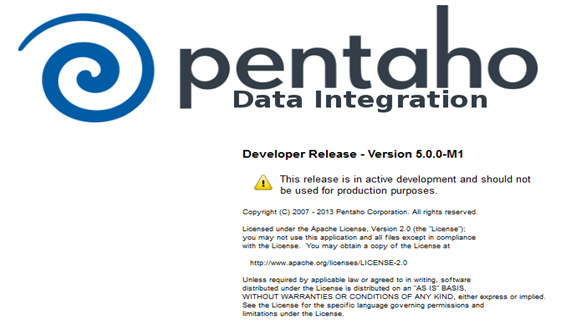 pentaho
Data Integration
Developer Release - Version 5.0.0-M1
This release is in active development and should not
be used for production purposes.
Copyright (C) 2007 - 2013 Pentaho Corporation. All rights reserved.
Licensed under the Apache License, Version 2.0 (the "License");
you may not use this application and all files except in compliance
with the License. You may obtain a copy of the License at
http://www.apache.org/licenses/LICENSE-2.0
Unless required by applicable law or agreed to in writing, software
distributed under the License is distributed on an "AS IS" BASIS,
WITHOUT WARRANTIES OR CONDITIONS OF ANY KIND, either express or implied.
See the License for the specific language governing permissions and
limitations under the License.